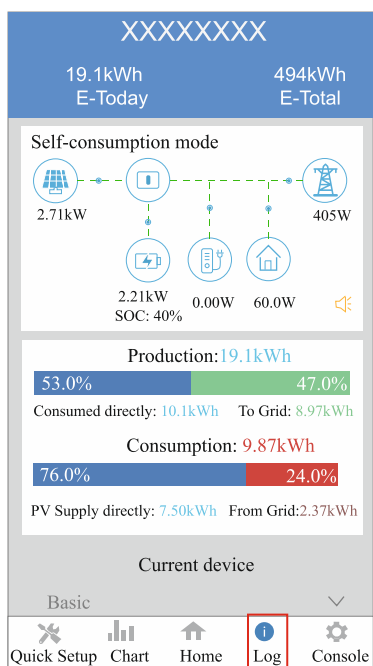 XXXXXXXX
19.1kWh 494kWh
E-Today E-Total
Self-consumption mode
2.71kW 405W
2.21kW 0.00W 60.0W
SOC: 40%
Production:19.1kWh
53.0% 47.0%
Consumed directly: 10.1kWh To Grid: 8.97kWh
Consumption: 9.87kWh
76.0% 24.0%
PV Supply directly: 7.50kWh From Grid:2.37kWh
Current device
Basic
Quick Setup Chart Home Log Console